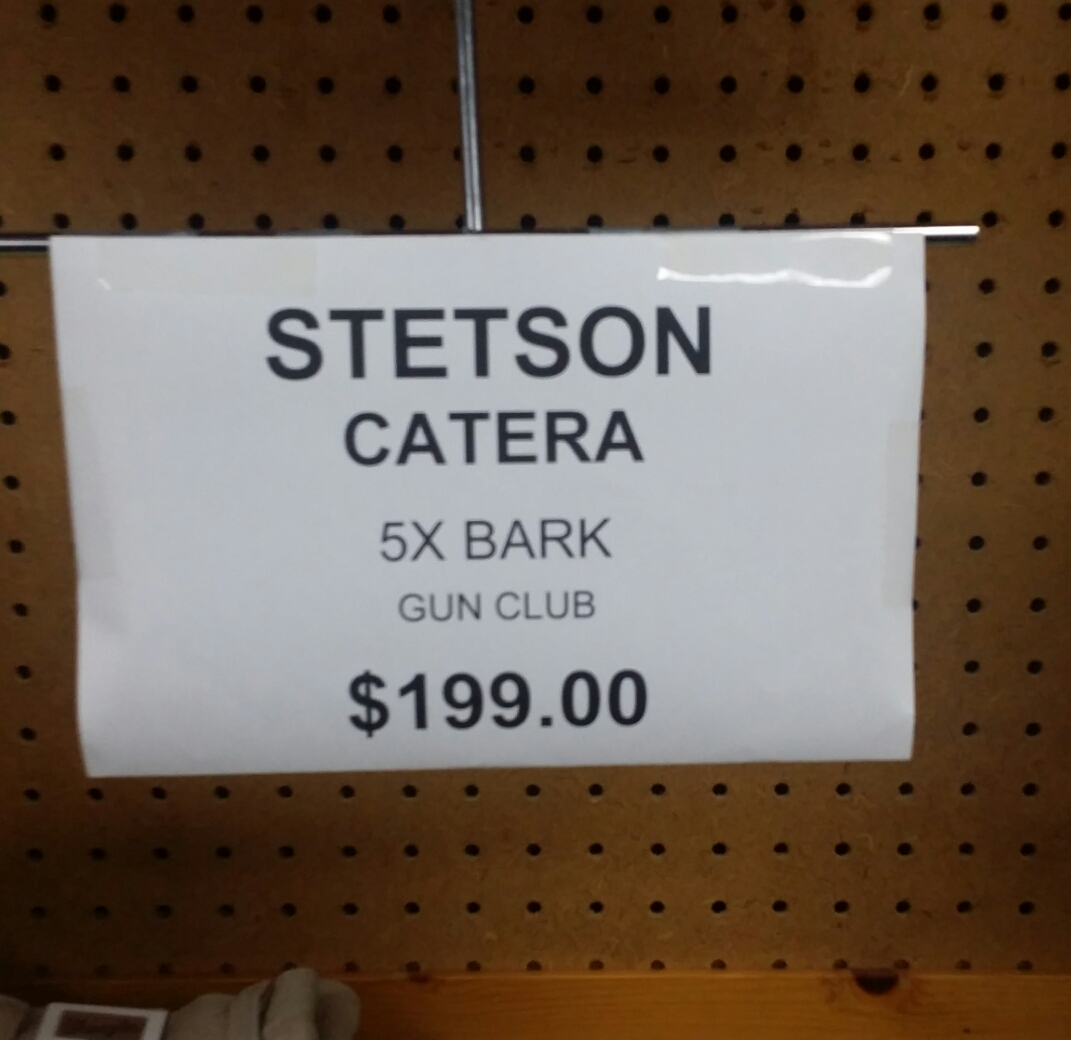 STETSON
CATERA
5X BARK
GUN CLUB
$199.00